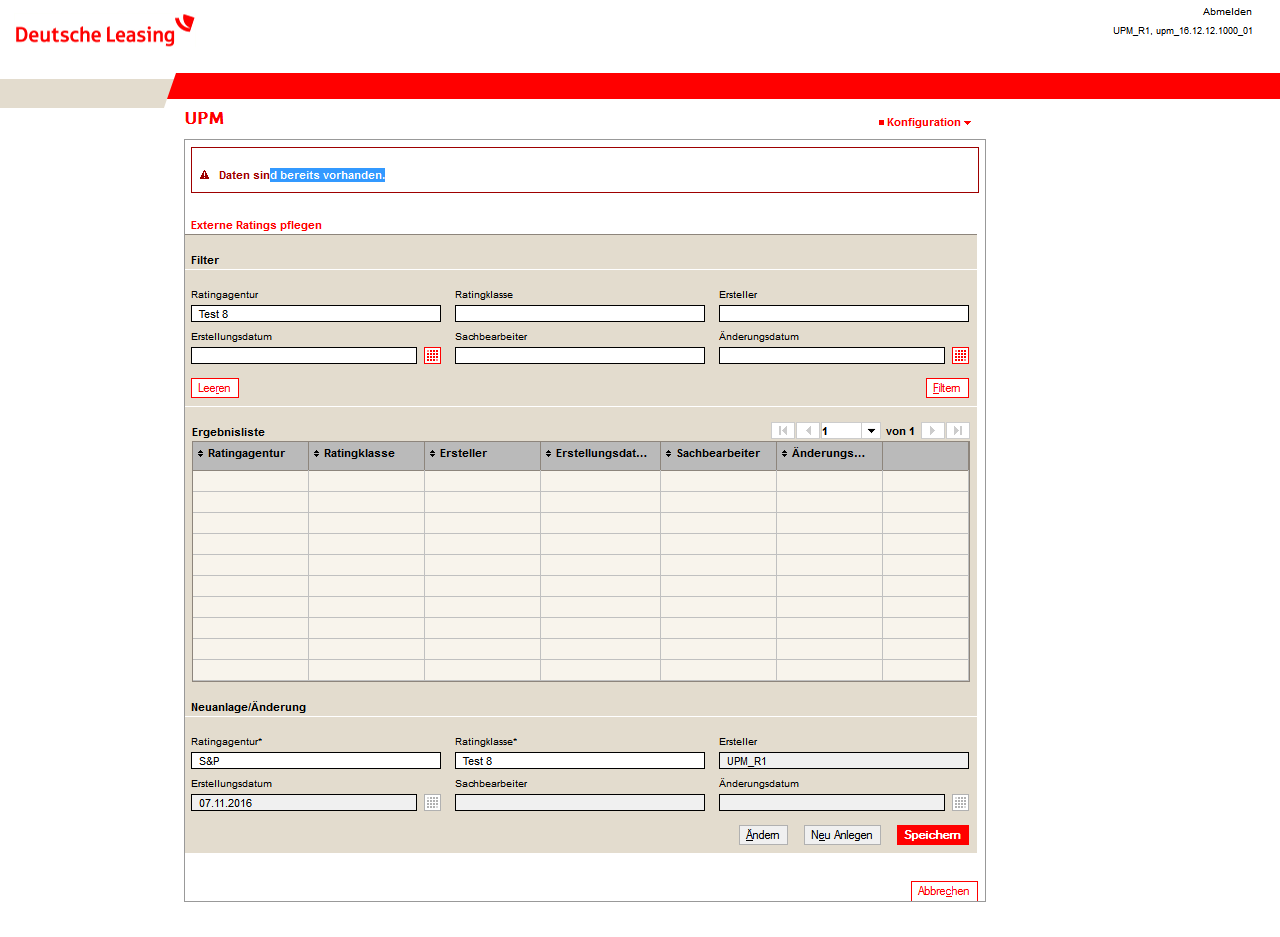 Deutsche Leasing
Abmelden
UPM_R1, upm_16.12.12.1000_01
UPM
Konfiguration
Daten sind bereits vorhanden.
Externe Ratings pflegen
Filter
Ratingagentur Ratingklasse Ersteller
Test 8
Erstellungsdatum Sachbearbeiter Änderungsdatum
Leeren Filtern
Ergebnisliste 1 von 1
Ratingagentur Ratingklasse Ersteller Erstellungsdat... Sachbearbeiter Änderungs...
Neuanlage/Änderung
Ratingagentur* Ratingklasse* Ersteller
S&P Test 8 UPM_R1
Erstellungsdatum Sachbearbeiter Änderungsdatum
07.11.2016
Ändern Neu Anlegen Speichern
Abbrechen